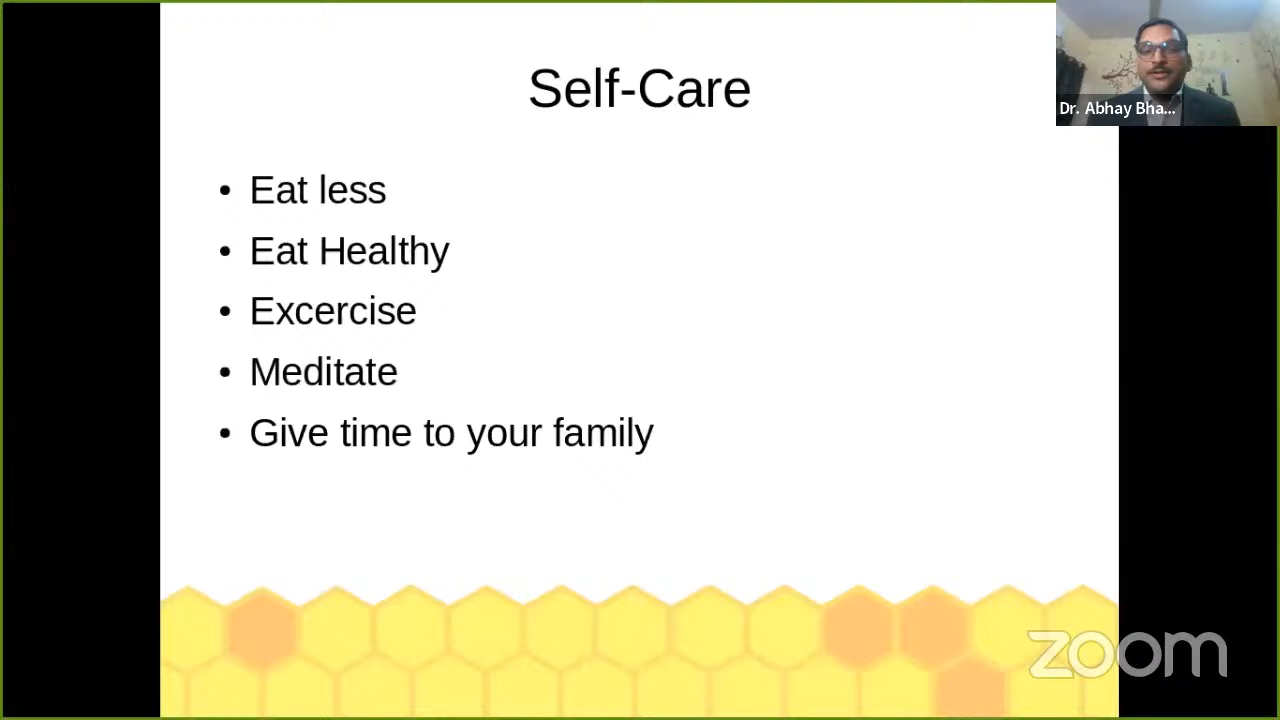 Self-Care
Dr. Abhay Bha...
• Eat less
• Eat Healthy
• Excercise
• Meditate
• Give time to your family
zoom